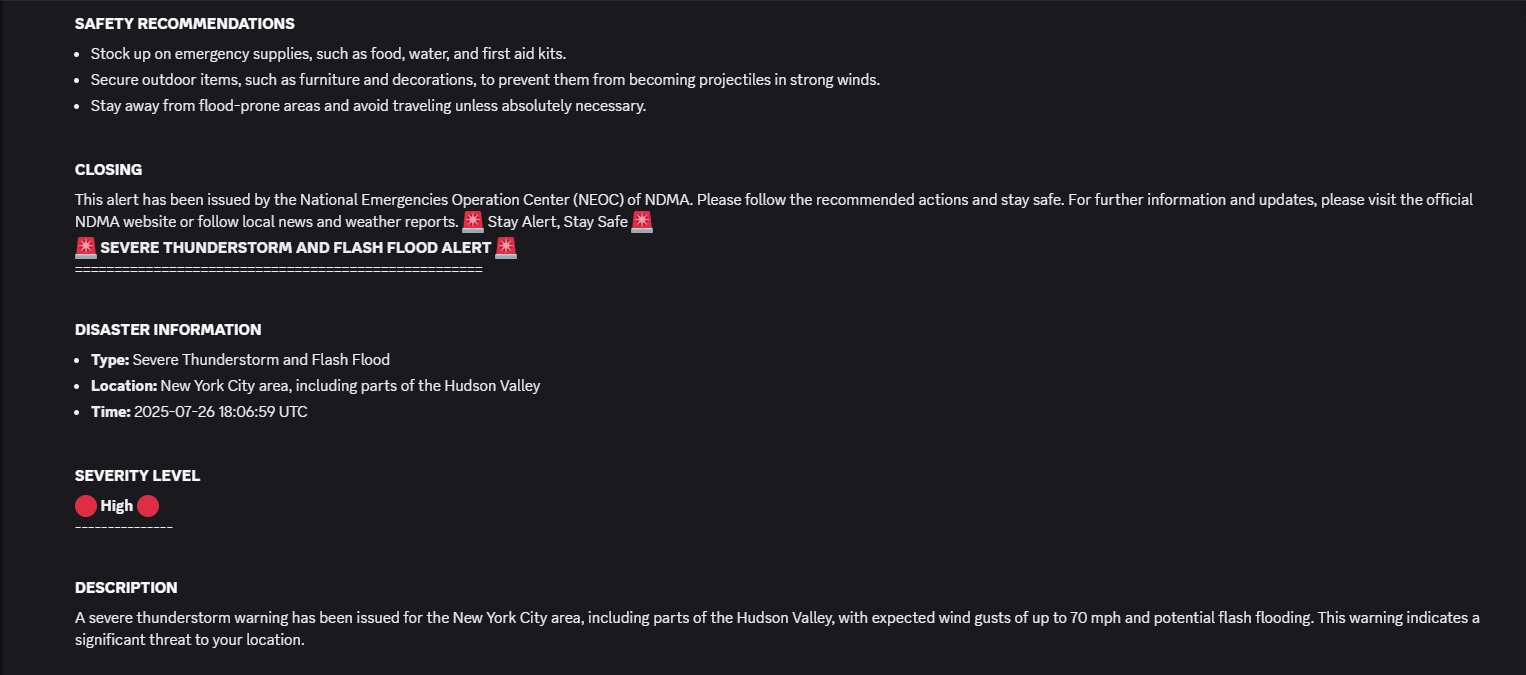 SAFETY RECOMMENDATIONS
• Stock up on emergency supplies, such as food, water, and first aid kits.
• Secure outdoor items, such as furniture and decorations, to prevent them from becoming projectiles in strong winds.
• Stay away from flood-prone areas and avoid traveling unless absolutely necessary.
CLOSING
This alert has been issued by the National Emergencies Operation Center (NEOC) of NDMA. Please follow the recommended actions and stay safe. For further information and updates, please visit the official
NDMA website or follow local news and weather reports. 🚨 Stay Alert, Stay Safe 🚨
🚨 SEVERE THUNDERSTORM AND FLASH FLOOD ALERT 🚨
====================================================
DISASTER INFORMATION
• Type: Severe Thunderstorm and Flash Flood
• Location: New York City area, including parts of the Hudson Valley
• Time: 2025-07-26 18:06:59 UTC
SEVERITY LEVEL
🔴 High 🔴
---------------
DESCRIPTION
A severe thunderstorm warning has been issued for the New York City area, including parts of the Hudson Valley, with expected wind gusts of up to 70 mph and potential flash flooding. This warning indicates a
significant threat to your location.